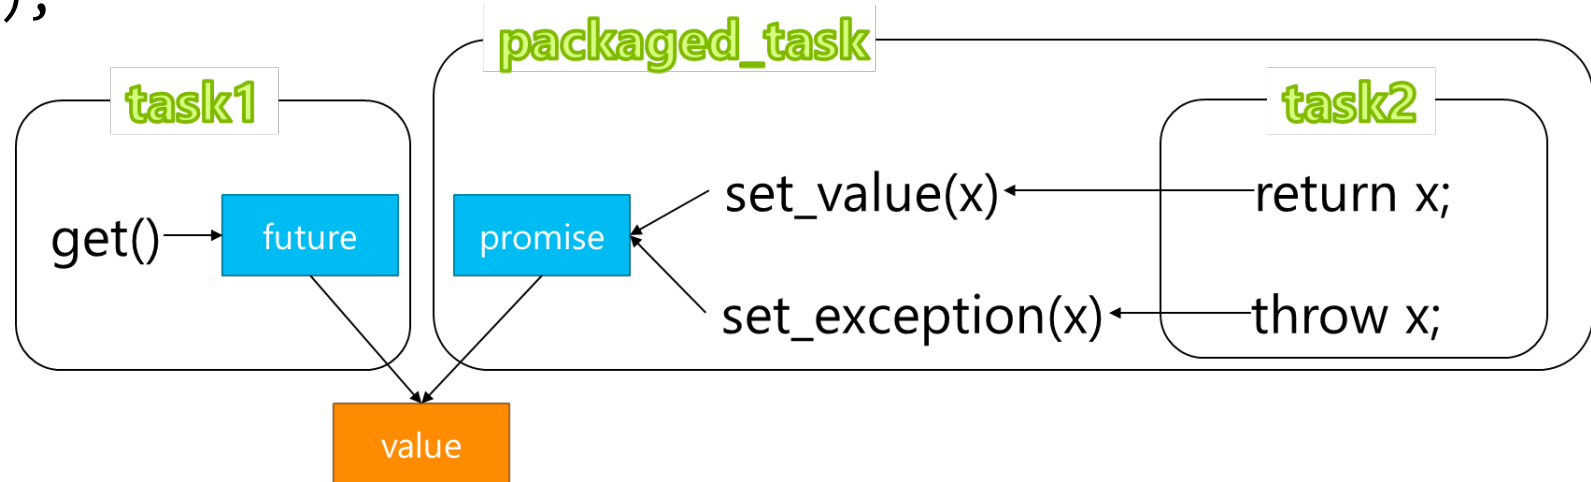 );
packaged_task
task1
task2
set_value(x)
return x;
get()
future
promise
set_exception(x)
throw x;
value